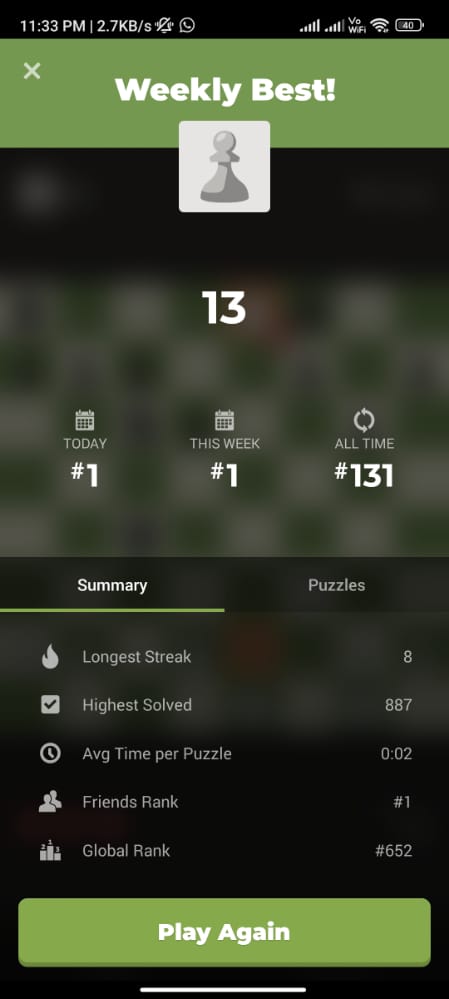 11:33 PM | 2.7KB/s
Vo
WiFi
40
Weekly Best!
13
TODAY
THIS WEEK
ALL TIME
#1
#1
#131
Summary
Puzzles
Longest Streak
8
Highest Solved
887
Avg Time per Puzzle
0:02
Friends Rank
#1
Global Rank
#652
Play Again